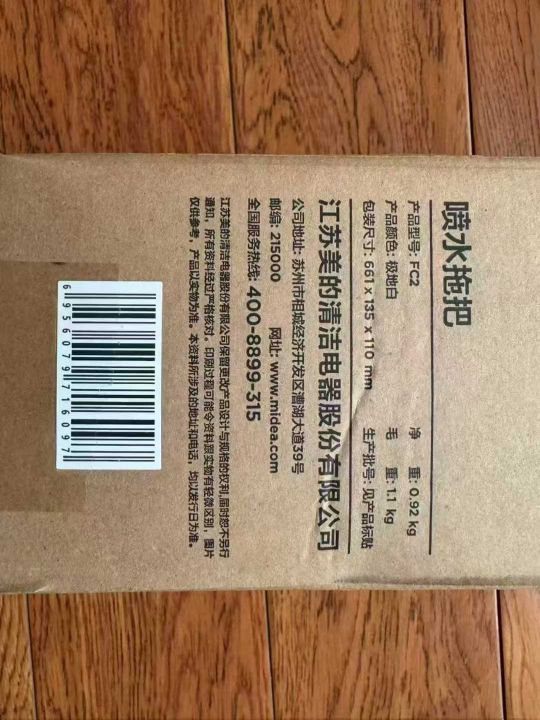 喷水拖把
产品型号: FC2 净 重: 0.92 kg
产品颜色: 极地白 毛 重: 1.1 kg
包装尺寸: 661 x 135 x 110 mm 生产批号: 见产品标贴
江苏美的清洁电器股份有限公司
公司地址: 苏州市相城经济开发区漕湖大道39号
邮编: 215000 网址: www.midea.com
全国服务热线: 400-8899-315
江苏美的清洁电器股份有限公司保留更改产品设计与规格的权利,届时恕不另行
通知, 所有资料经过严格核对。印刷过程可能令资料跟实物有轻微区别, 图片
仅供参考, 产品以实物为准。本资料所涉及的地址和电话, 均以发行日为准。
6956079716097